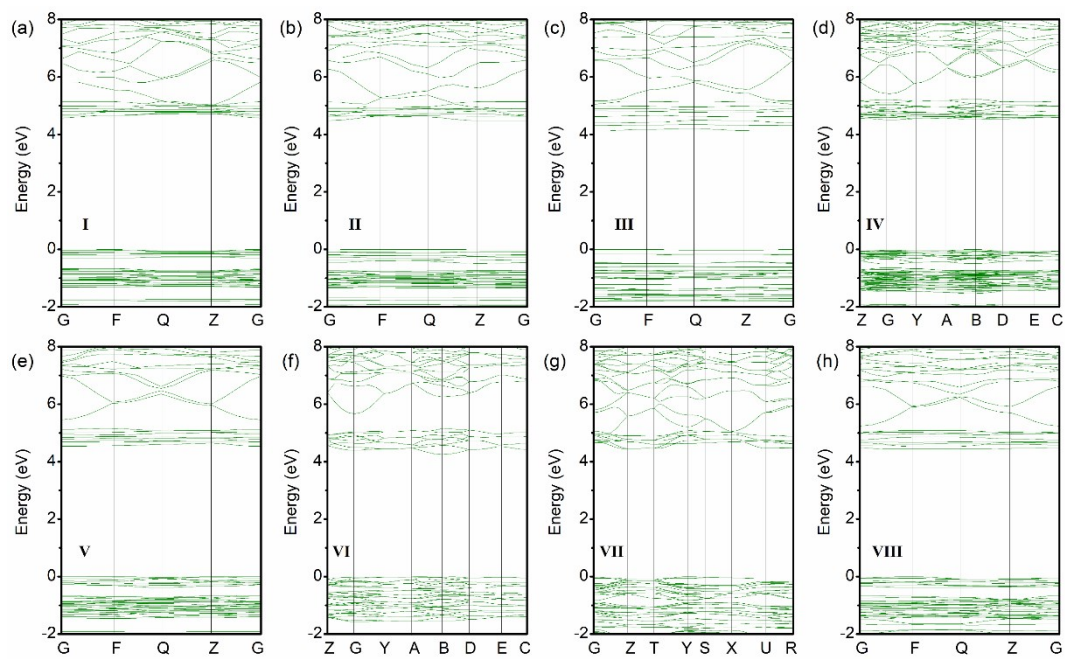 (a)
Energy (eV)
8
6
4
2
0
-2
I
G F Q Z G
(b)
Energy (eV)
8
6
4
2
0
-2
II
G F Q Z G
(c)
Energy (eV)
8
6
4
2
0
-2
III
G F Q Z G
(d)
Energy (eV)
8
6
4
2
0
-2
IV
Z G Y A B D E C
(e)
Energy (eV)
8
6
4
2
0
-2
V
G F Q Z G
(f)
Energy (eV)
8
6
4
2
0
-2
VI
Z G Y A B D E C
(g)
Energy (eV)
8
6
4
2
0
-2
VII
G Z T Y S X U R
(h)
Energy (eV)
8
6
4
2
0
-2
VIII
G F Q Z G